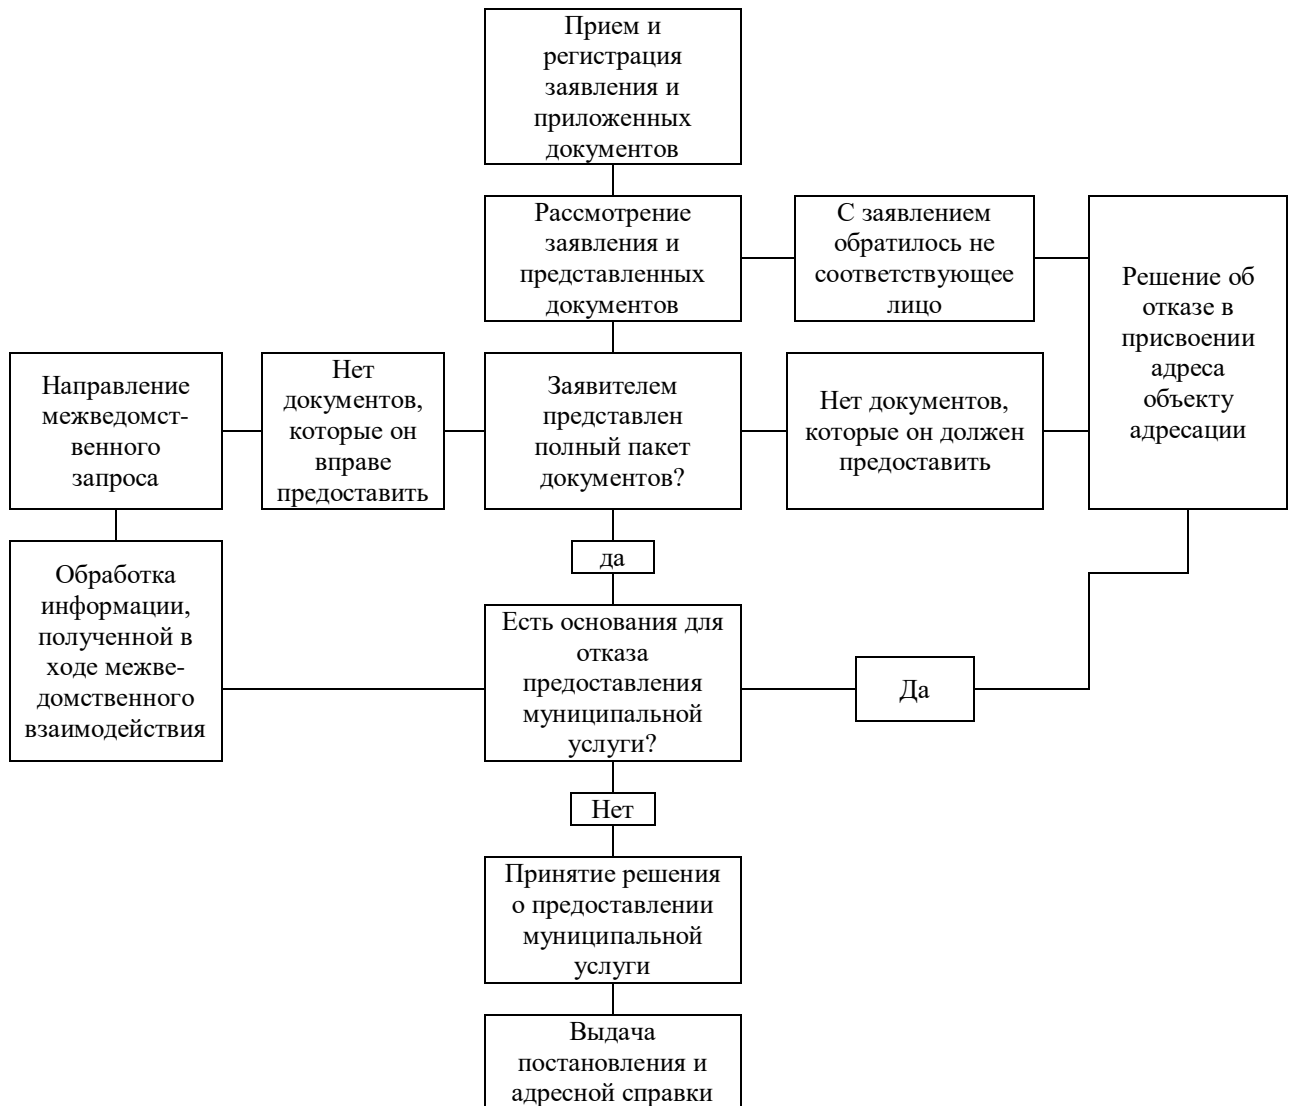 Прием и
регистрация
заявления и
приложенных
документов
Рассмотрение
заявления и
представленных
документов
С заявлением
обратилось не
соответствующее
лицо
Решение об
отказе в
присвоении
адреса
объекту
адресации
Направление
межведомст-
венного
запроса
Нет
документов,
которые он
вправе
предоставить
Заявителем
представлен
полный пакет
документов?
Нет документов,
которые он должен
предоставить
Обработка
информации,
полученной в
ходе межве-
домственного
взаимодействия
да
Есть основания для
отказа
предоставления
муниципальной
услуги?
Да
Нет
Принятие решения
о предоставлении
муниципальной
услуги
Выдача
постановления и
адресной справки